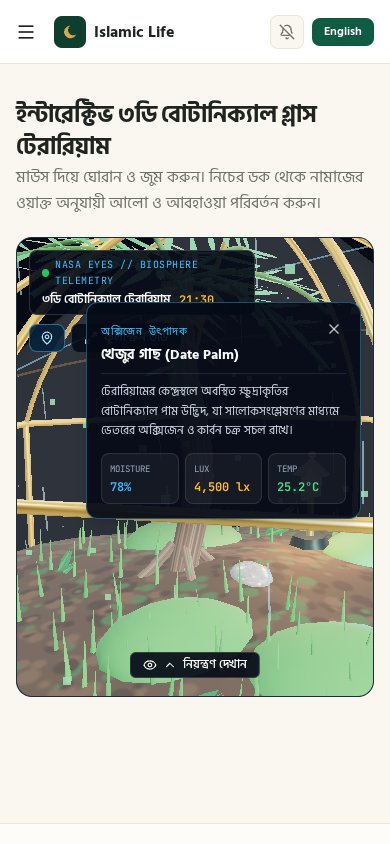 Islamic Life
English
ইন্টারেক্টিভ ৩ডি বোটানিক্যাল গ্লাস
টেরারিয়াম
মাউস দিয়ে ঘোরান ও জুম করুন। নিচের ডক থেকে নামাজের
ওয়াক্ত অনুযায়ী আলো ও আবহাওয়া পরিবর্তন করুন।
NASA EYES // BIOSPHERE
TELEMETRY
৩ডি বোটানিক্যাল টেরারিয়াম 21:30
অক্সিজেন উৎপাদক
খেজুর গাছ (Date Palm)
টেরারিয়ামের কেন্দ্রস্থলে অবস্থিত ক্ষুদ্রাকৃতির
বোটানিক্যাল পাম উদ্ভিদ, যা সালোকসংশ্লেষণের মাধ্যমে
ভেতরের অক্সিজেন ও কার্বন চক্র সচল রাখে।
MOISTURE LUX TEMP
78% 4,500 lx 25.2°C
নিয়ন্ত্রণ দেখান